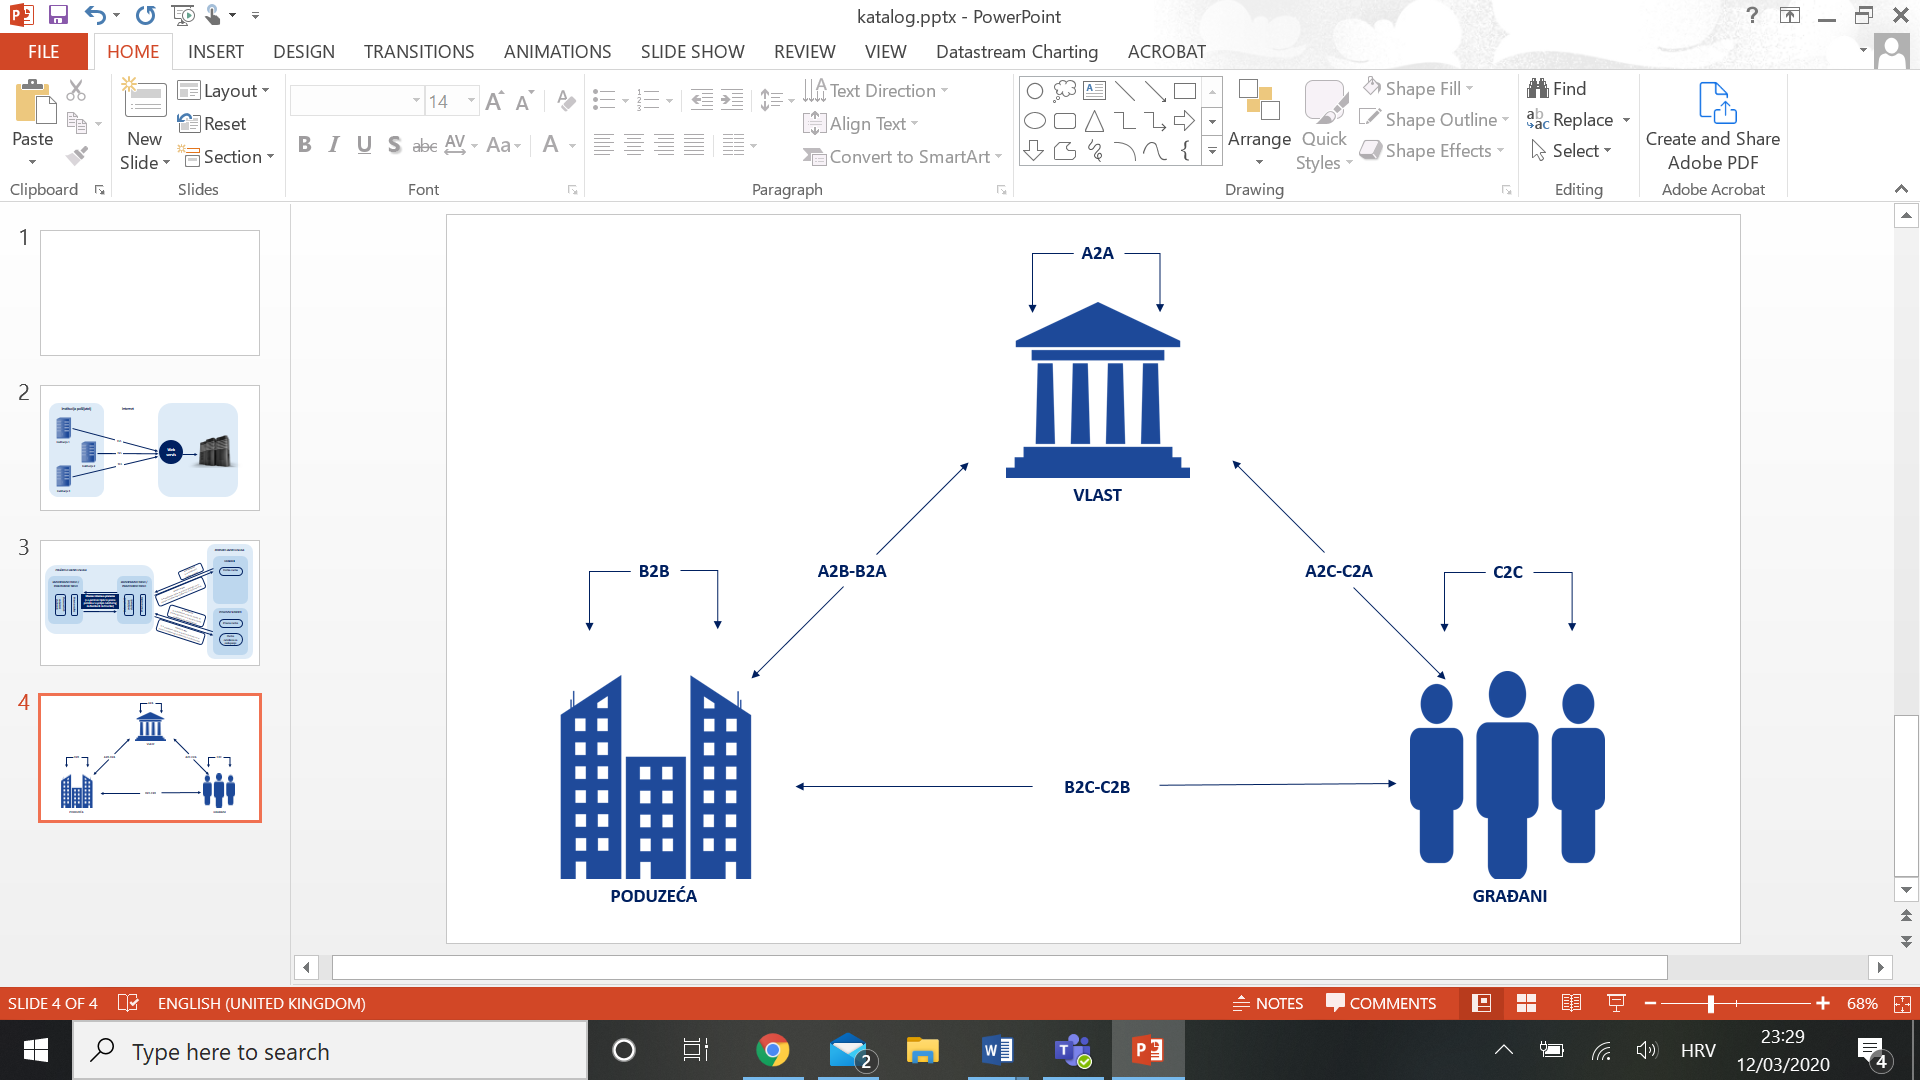 katalog.pptx - PowerPoint
FILE
HOME
INSERT
DESIGN
TRANSITIONS
ANIMATIONS
SLIDE SHOW
REVIEW
VIEW
Datastream Charting
ACROBAT
Paste
Clipboard
New
Slide
Layout
Reset
Section
Slides
14
B I U S abc AV Aa A
Font
Text Direction
Align Text
Convert to SmartArt
Paragraph
Arrange
Quick
Styles
Shape Fill
Shape Outline
Shape Effects
Drawing
Find
Replace
Select
Editing
Create and Share
Adobe PDF
Adobe Acrobat
1
2
3
4
A2A
VLAST
B2B
A2B-B2A
A2C-C2A
C2C
B2C-C2B
PODUZEĆA
GRAĐANI
SLIDE 4 OF 4
ENGLISH (UNITED KINGDOM)
NOTES
COMMENTS
68%
Type here to search
2
HRV
23:29
12/03/2020
4